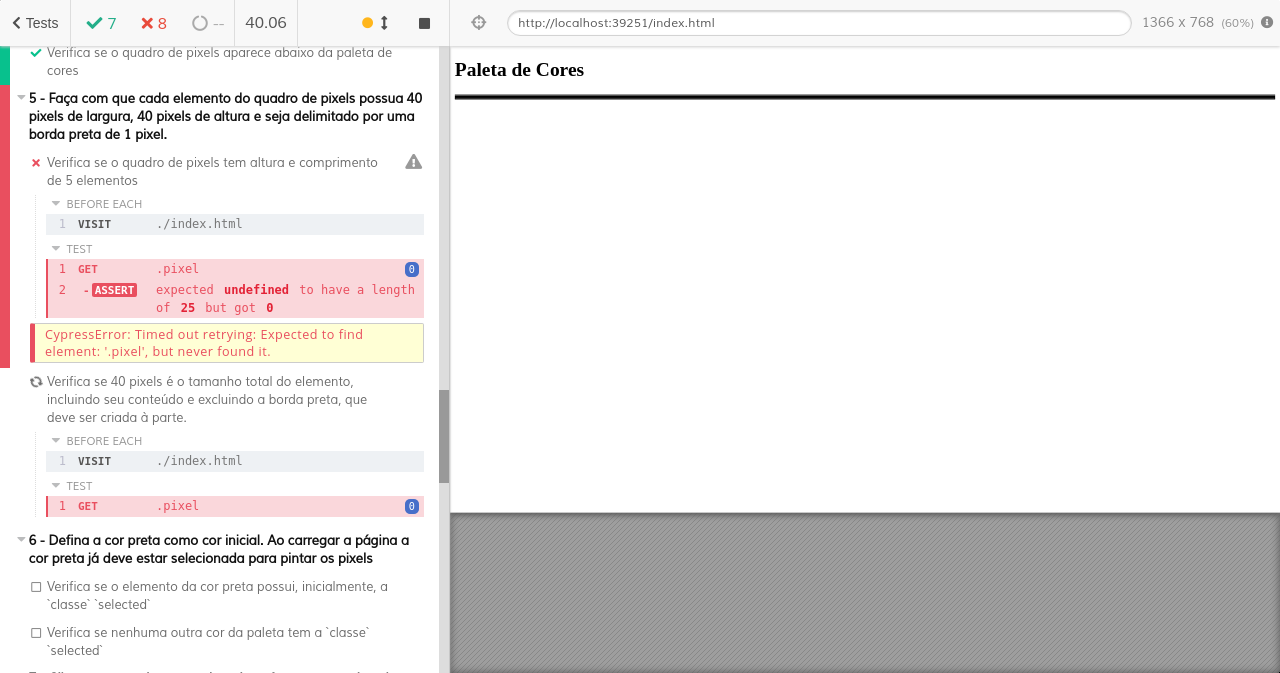 Tests 7 8 -- 40.06 http://localhost:39251/index.html 1366 x 768 (60%)
Verifica se o quadro de pixels aparece abaixo da paleta de
cores
5 - Faça com que cada elemento do quadro de pixels possua 40
pixels de largura, 40 pixels de altura e seja delimitado por uma
borda preta de 1 pixel.
Verifica se o quadro de pixels tem altura e comprimento
de 5 elementos
BEFORE EACH
1 VISIT ./index.html
TEST
1 GET .pixel 0
2 -ASSERT expected undefined to have a length
of 25 but got 0
CypressError: Timed out retrying: Expected to find
element: '.pixel', but never found it.
Verifica se 40 pixels é o tamanho total do elemento,
incluindo seu conteúdo e excluindo a borda preta, que
deve ser criada à parte.
BEFORE EACH
1 VISIT ./index.html
TEST
1 GET .pixel 0
6 - Defina a cor preta como cor inicial. Ao carregar a página a
cor preta já deve estar selecionada para pintar os pixels
Verifica se o elemento da cor preta possui, inicialmente, a
`classe` `selected`
Verifica se nenhuma outra cor da paleta tem a `classe`
`selected`
Paleta de Cores